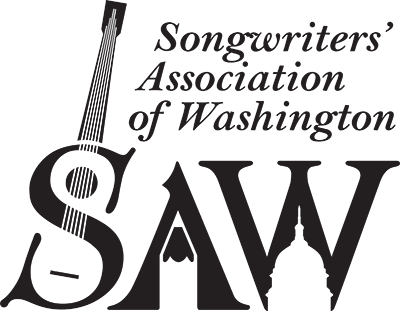 Songwriters’
Association
of Washington
SAW